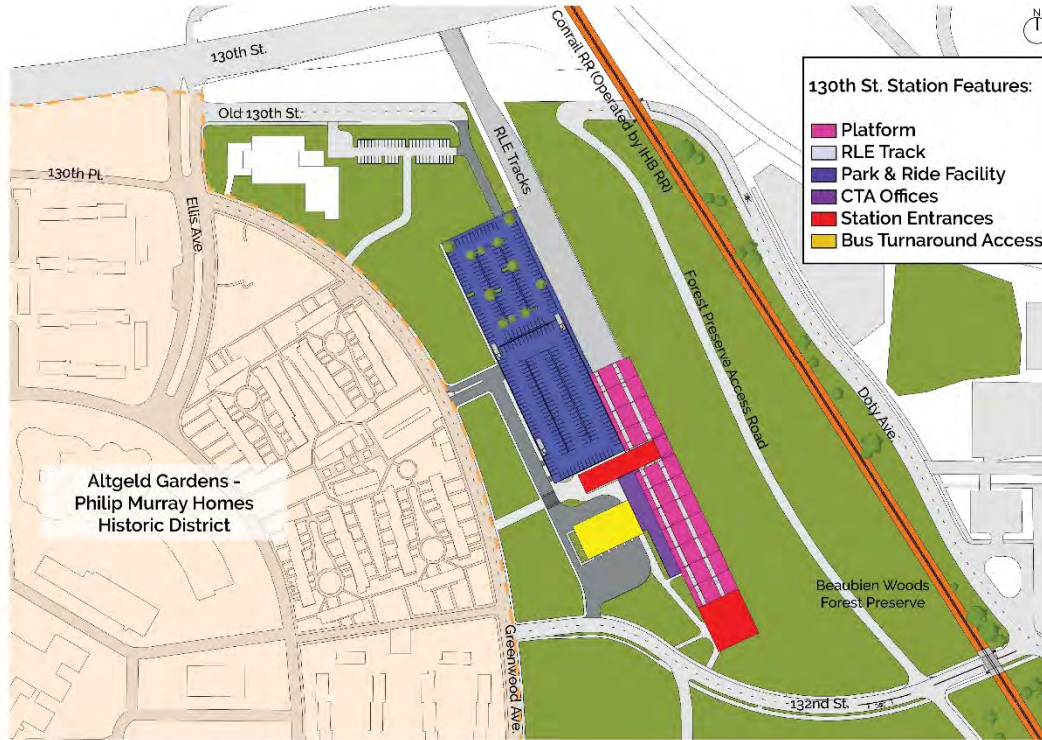 130th St.
Conrail RR (Operated by IHB RR)
N
130th St. Station Features:
Platform
RLE Track
Park & Ride Facility
CTA Offices
Station Entrances
Bus Turnaround Access
Old 130th St.
RLE Tracks
130th Pl.
Ellis Ave.
Forest Preserve Access Road
Doty Ave.
Altgeld Gardens -
Philip Murray Homes
Historic District
Beaubien Woods
Forest Preserve
Greenwood Ave.
132nd St.